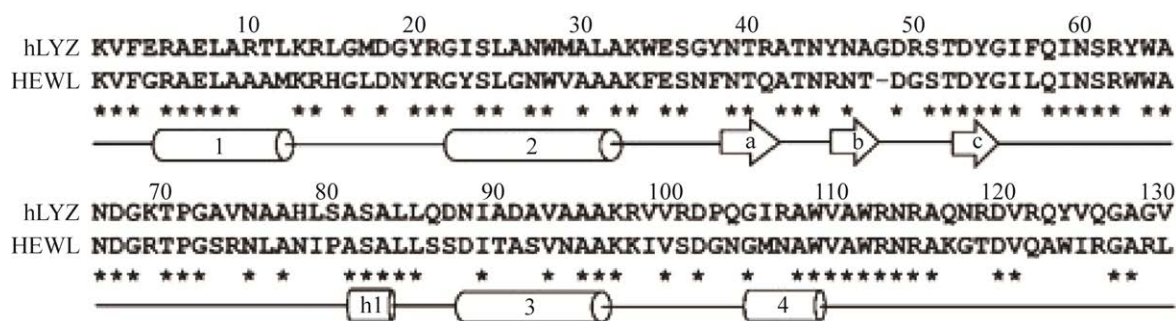 10 20 30 40 50 60
hLYZ KVFERAELARTLKRLGMDGYRGISLANWMALAKWESGYNTRATNYNAGDRSTDYGIFQINSRYWA
HEWL KVFGRAELAAAMKRHGLDNYRGYSLGNWVAAAKFESNFNTQATNRNT-DGSTDYGILQINSRWWA
*** ***** ** * * *** ** ** * ** ** ** *** * * ****** ***** **
1 2 a b c
70 80 90 100 110 120 130
hLYZ NDGKTPGAVNAAHLSASALLQDNIADAVAAAKRVVRDPQGIRAWVAWRNRAQNRDVRQYVQGAGV
HEWL NDGRTPGSRNLANIPASALLSSDITASVNAAKKIVSDGNGMNAWVAWRNRAKGTDVQAWIRGARL
*** *** * * ***** * * *** * * * ********* ** **
h1 3 4